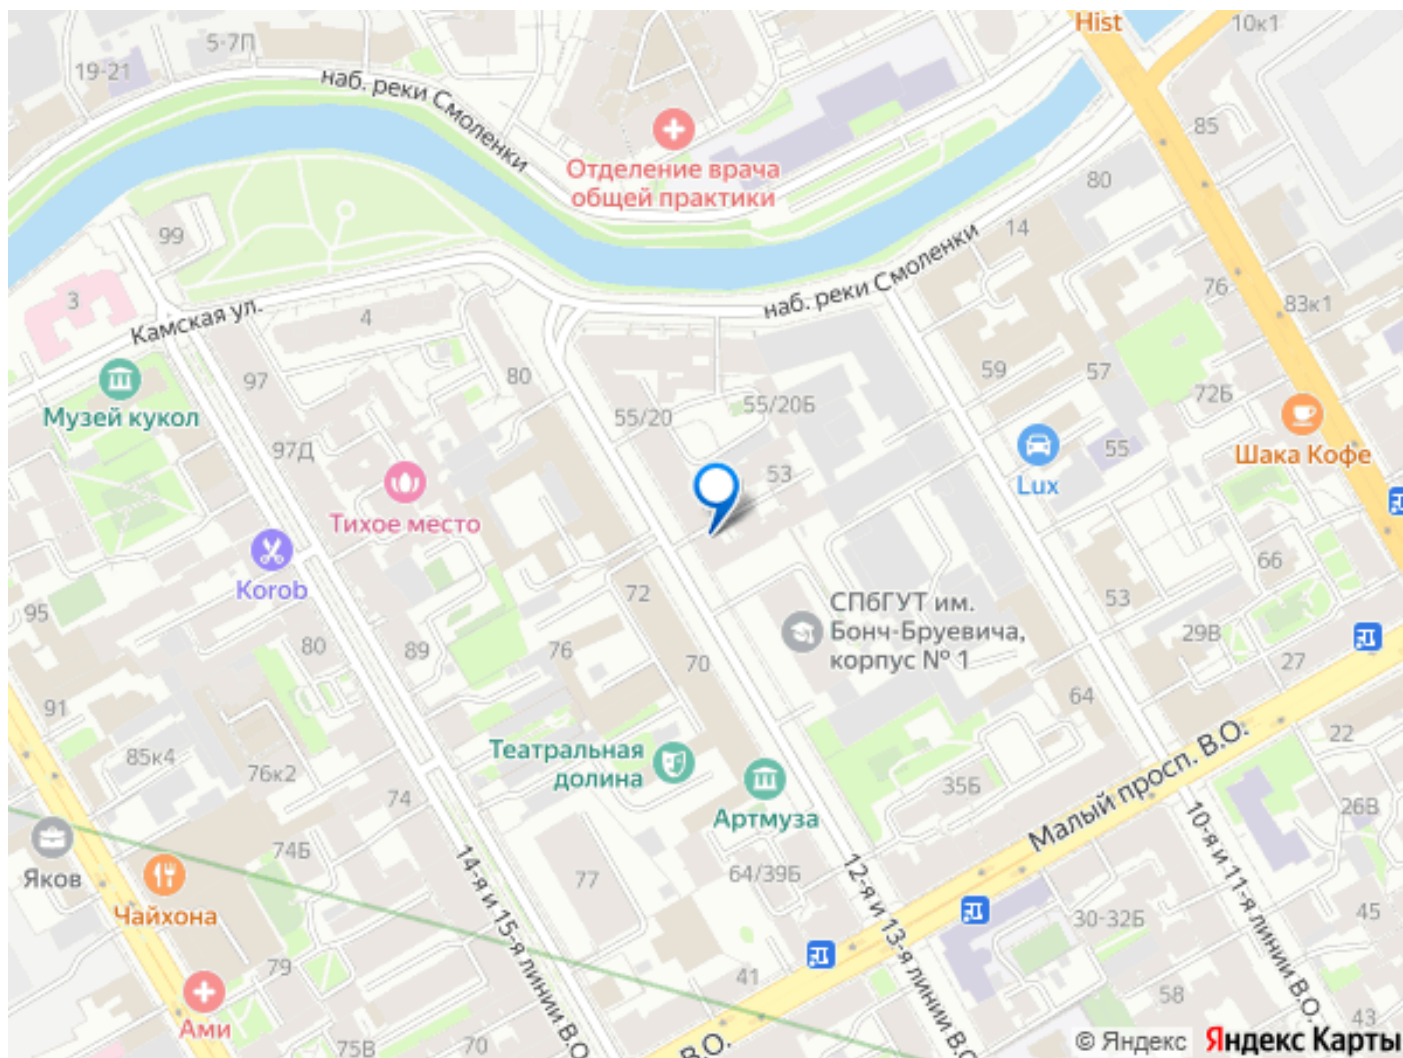 Hist
10к1
5-7П
19-21
наб. реки Смоленки
85
Отделение врача
общей практики
80
99
14
наб. реки Смоленки
3
76
83к1
Камская ул.
4
97
80
59
57
72Б
Музей кукол
55/20
55/20Б
97Д
53
55
Шака Кофе
Lux
Тихое место
66
Korob
72
53
95
СПбГУТ им.
Бонч-Бруевича,
корпус № 1
29В
80
89
76
70
27
64
91
22
Малый просп. В.О.
85к4
Театральная
долина
76к2
35Б
74
Артмуза
26В
10-я и 11-я линии В.О.
Яков
74Б
14-я и 15-я линии В.О.
77
64/39Б
12-я и 13-я линии В.О.
Чайхона
30-32Б
45
79
41
58
Ами
75В
70
В.О.
43
© Яндекс Яндекс Карты